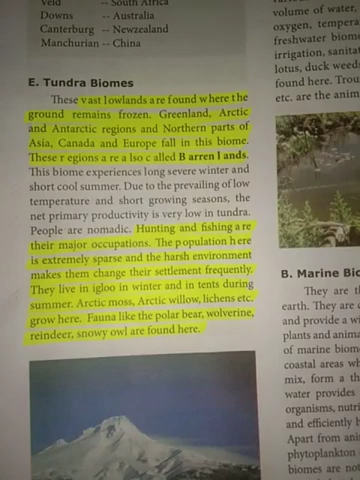 Veld -- South Africa
Downs -- Australia
Canterburg -- Newzealand
Manchurian -- China
E. Tundra Biomes
These vast lowlands are found where the
ground remains frozen. Greenland, Arctic
and Antarctic regions and Northern parts of
Asia, Canada and Europe fall in this biome.
These regions are also called Barren lands.
This biome experiences long severe winter and
short cool summer. Due to the prevailing of low
temperature and short growing seasons, the
net primary productivity is very low in tundra.
People are nomadic. Hunting and fishing are
their major occupations. The population here
is extremely sparse and the harsh environment
makes them change their settlement frequently.
They live in igloo in winter and in tents during
summer. Arctic moss, Arctic willow, lichens etc.
grow here. Fauna like the polar bear, wolverine,
reindeer, snowy owl are found here.
volume of water,
oxygen, tempera
freshwater biome
irrigation, sanitat
lotus, duck weed
found here. Trou
etc. are the anim
B. Marine Bio
They are th
earth. They are
and provide a wi
plants and anima
of marine biom
coastal areas wh
mix, form a th
water provides
organisms, nutri
and efficiently b
Apart from anim
phytoplankton
biomes are not